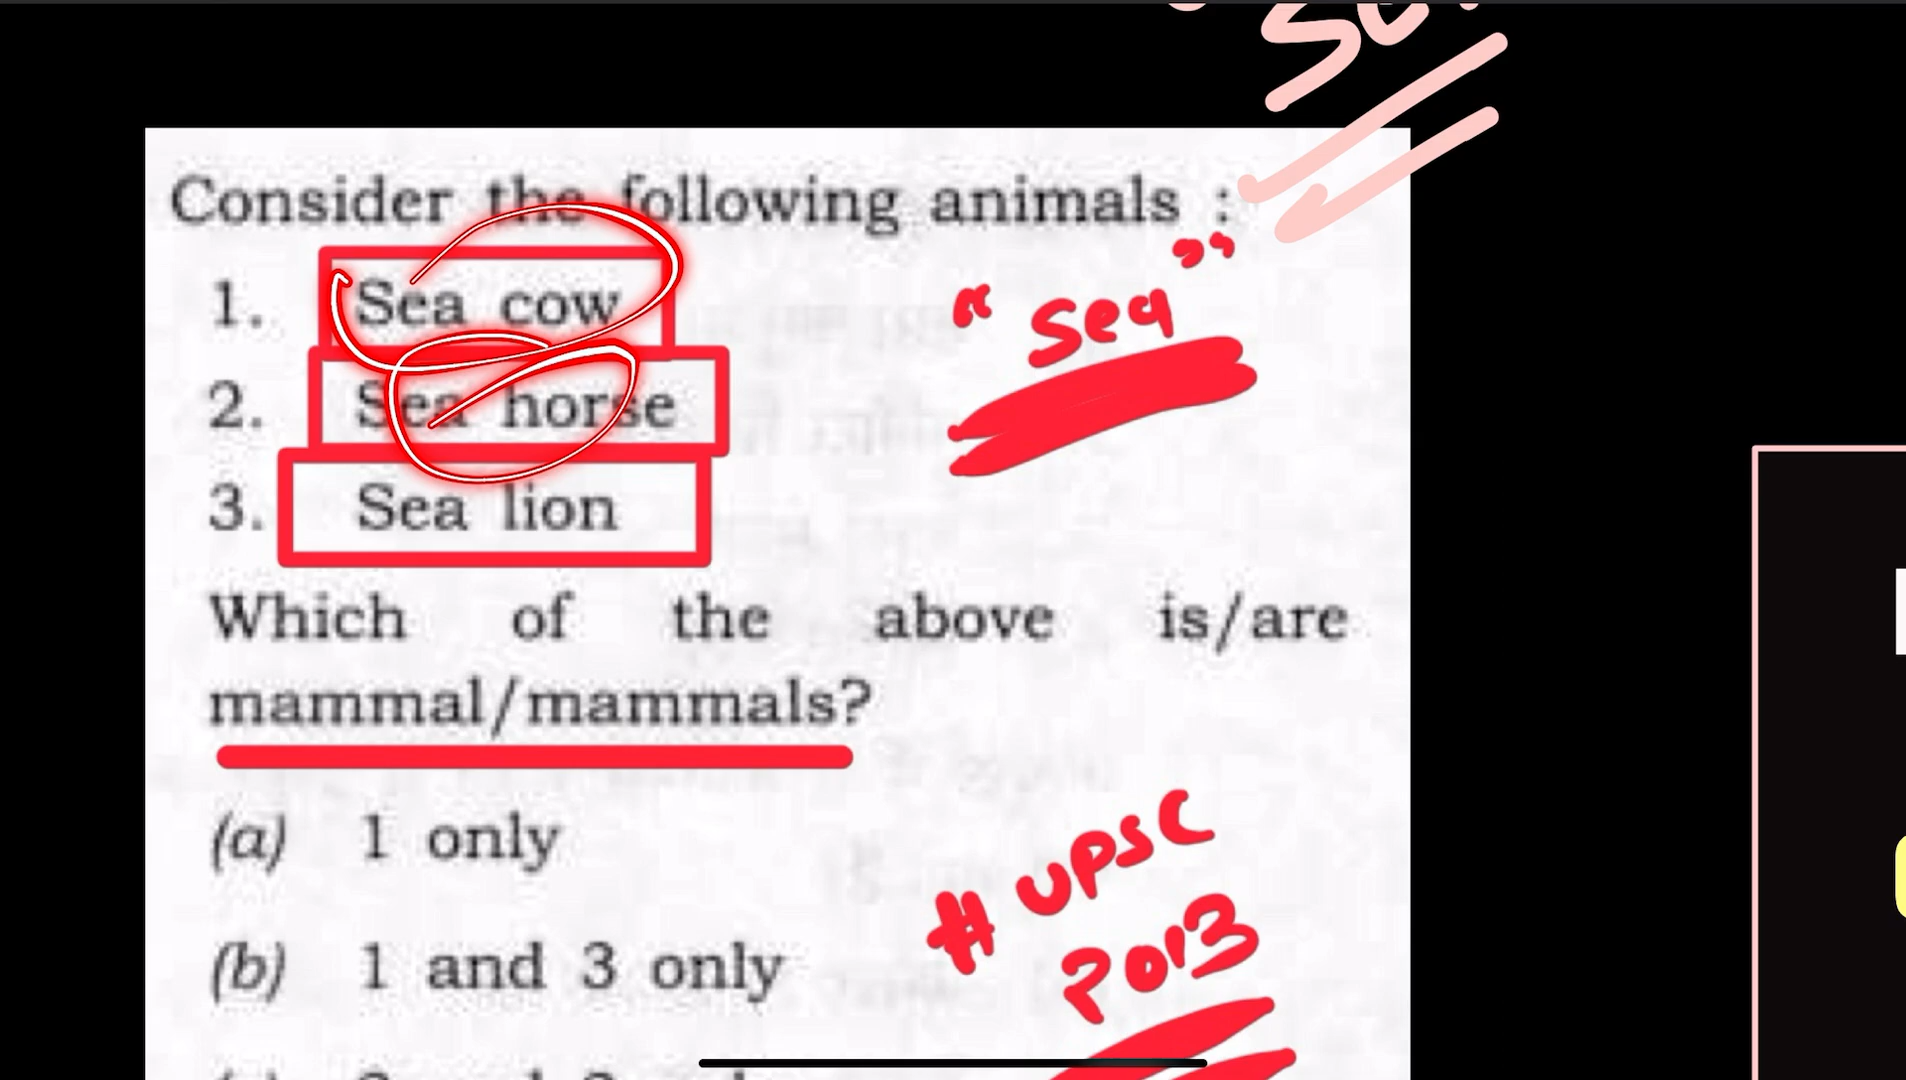 Consider the following animals :
1. Sea cow
2. Sea horse
3. Sea lion
"Sea"
Which of the above is/are
mammal/mammals?
(a) 1 only
(b) 1 and 3 only
# UPSC
2013